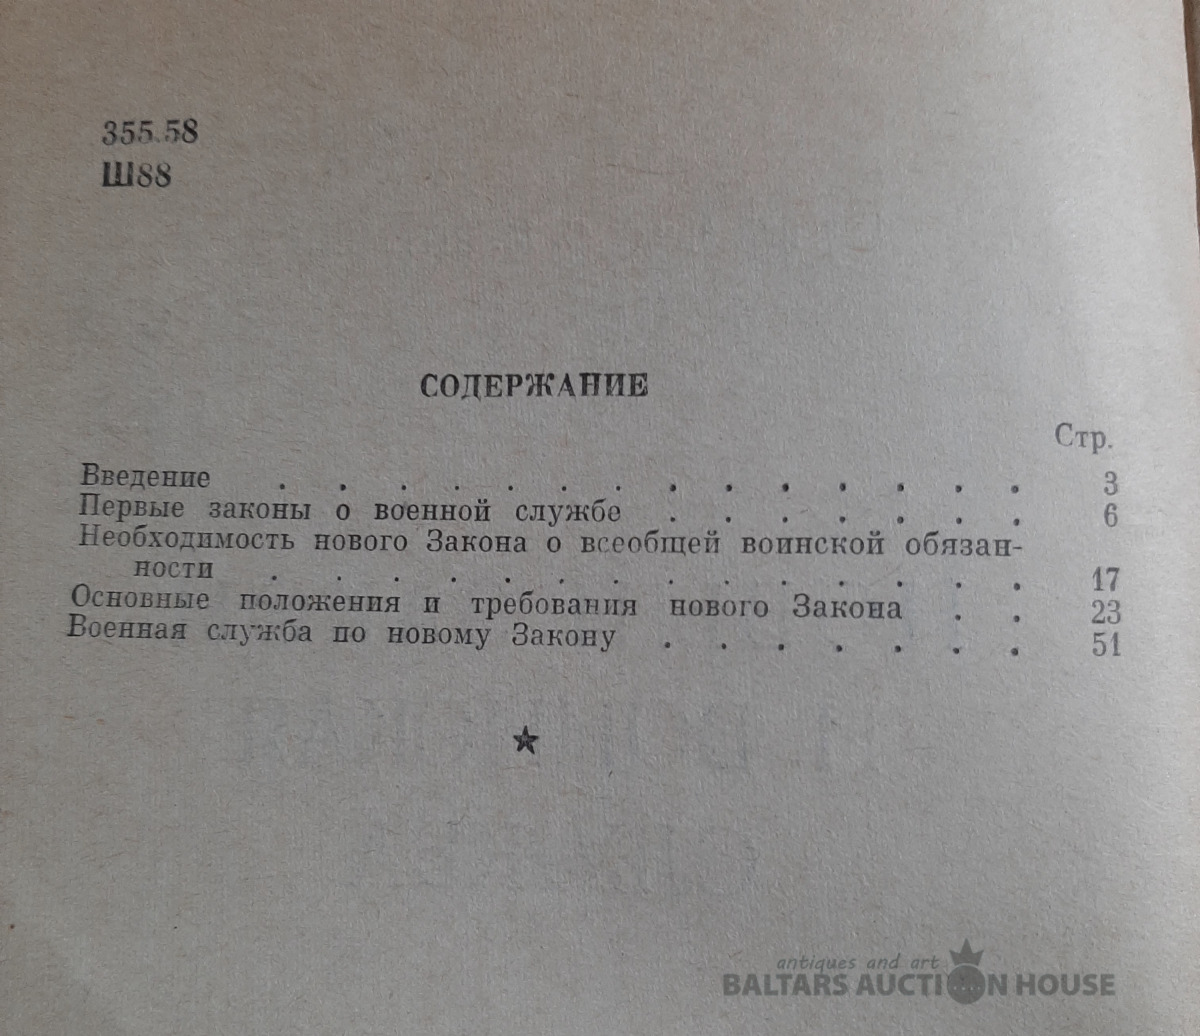 355.58
Ш88
СОДЕРЖАНИЕ
Стр.
Введение . . . . . . . . . . . . . . 3
Первые законы о военной службе . . . . . . . 6
Необходимость нового Закона о всеобщей воинской обязан-
ности . . . . . . . . . . . . . . 17
Основные положения и требования нового Закона . . 23
Военная служба по новому Закону . . . . . . . 51
antiques and art
BALTARS AUCTION HOUSE